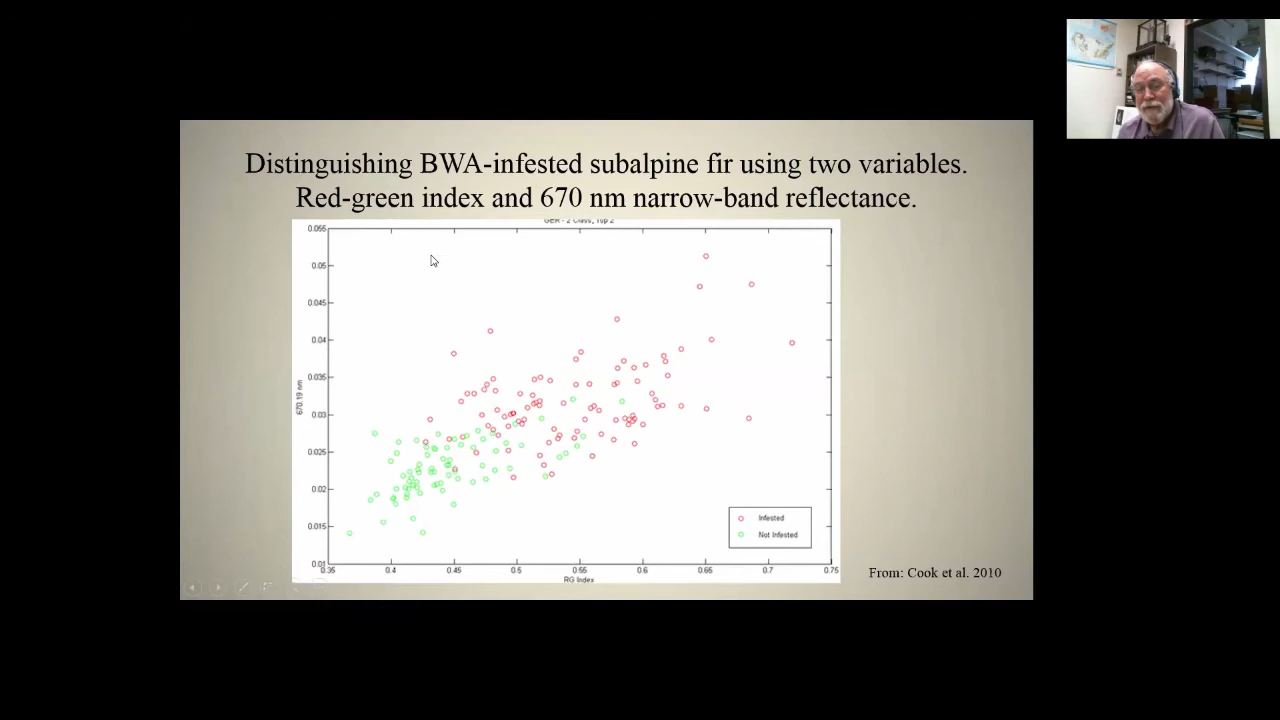 Distinguishing BWA-infested subalpine fir using two variables.
Red-green index and 670 nm narrow-band reflectance.
GER - 2 Class, Top 2
0.055
0.05
0.045
0.04
0.035
0.03
0.025
0.02
0.015
0.01
670.19 nm
0.35 0.4 0.45 0.5 0.55 0.6 0.65 0.7 0.75
RG Index
Infested
Not Infested
From: Cook et al. 2010